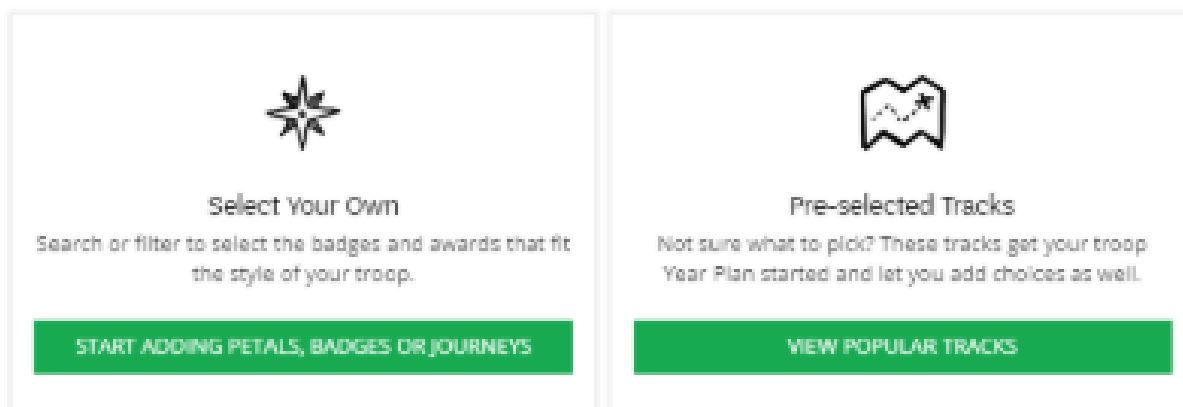 Select Your Own
Search or filter to select the badges and awards that fit
the style of your troop.
START ADDING PETALS, BADGES OR JOURNEYS
Pre-selected Tracks
Not sure what to pick? These tracks get your troop
Year Plan started and let you add choices as well.
VIEW POPULAR TRACKS